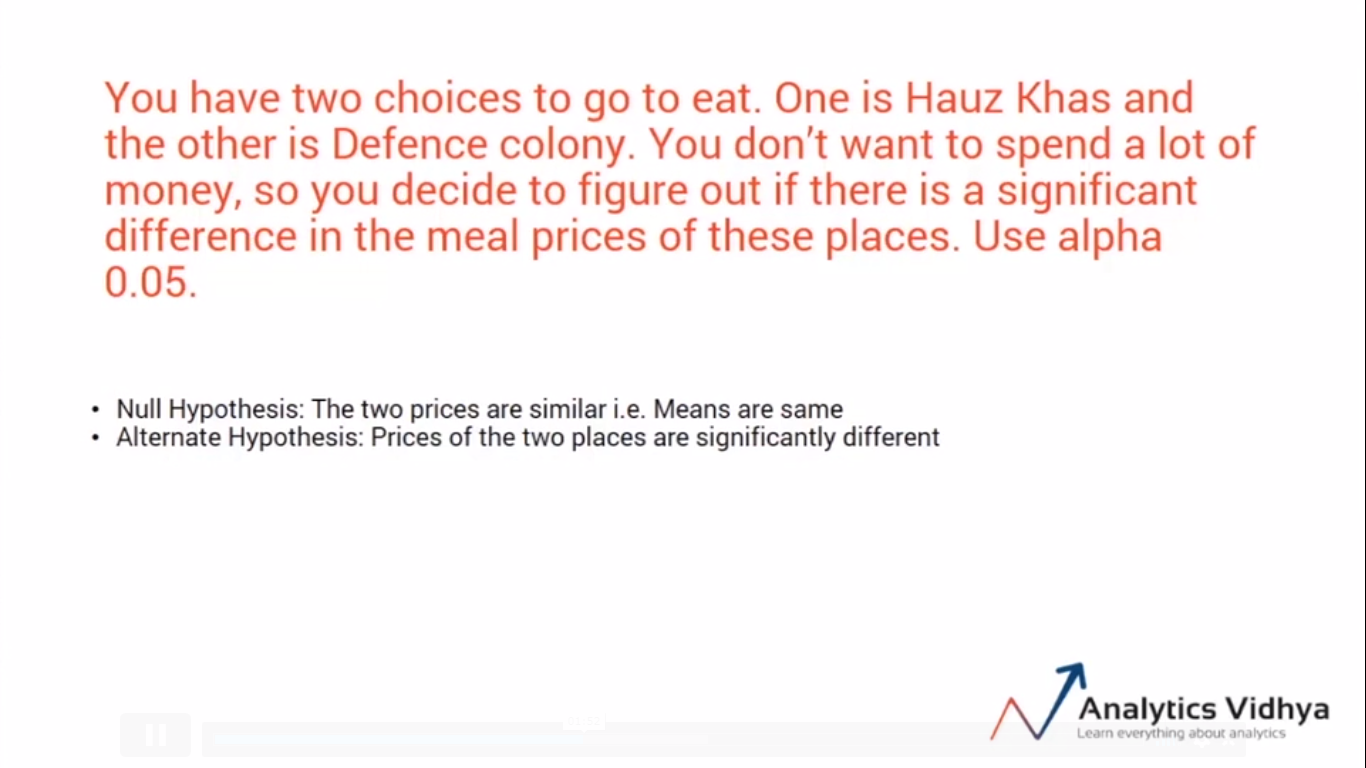 You have two choices to go to eat. One is Hauz Khas and
the other is Defence colony. You don’t want to spend a lot of
money, so you decide to figure out if there is a significant
difference in the meal prices of these places. Use alpha
0.05.
• Null Hypothesis: The two prices are similar i.e. Means are same
• Alternate Hypothesis: Prices of the two places are significantly different
Analytics Vidhya
Learn everything about analytics